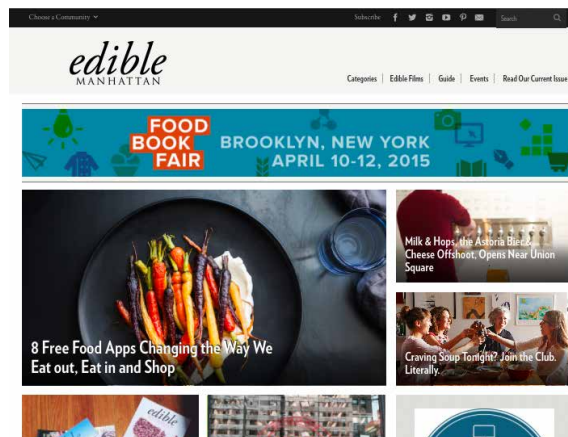 Choose a Community
Subscribe
Search
edible
MANHATTAN
Categories | Edible Films | Guide | Events | Read Our Current Issue
FOOD
BOOK
FAIR
BROOKLYN, NEW YORK
APRIL 10-12, 2015
8 Free Food Apps Changing the Way We
Eat out, Eat in and Shop
Milk & Hops, the Astoria Bier &
Cheese Offshoot, Opens Near Union
Square
Craving Soup Tonight? Join the Club.
Literally.
edible